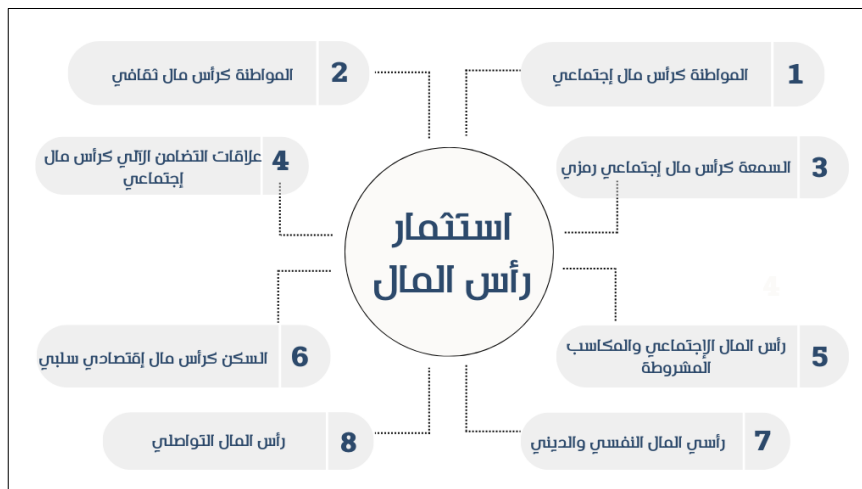 1
المواطنة كرأس مال إجتماعي
2
المواطنة كرأس مال ثقافي
3
السمعة كرأس مال إجتماعي رمزي
4
علاقات التضامن الآلي كرأس مال
إجتماعي
استثمار
رأس المال
4
5
رأس المال الإجتماعي والمكاسب
المشروطة
6
السكن كرأس مال إقتصادي سلبي
7
رأسي المال النفسي والديني
8
رأس المال التواصلي